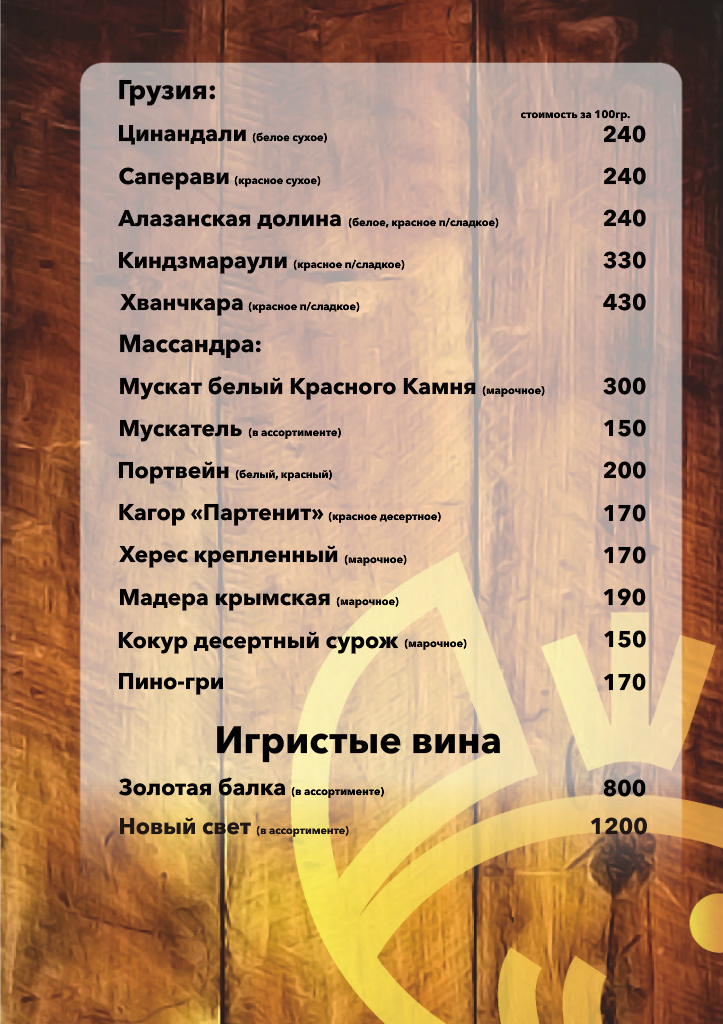 Грузия:
стоимость за 100гр.
Цинандали (белое сухое) 240
Саперави (красное сухое) 240
Алазанская долина (белое, красное п/сладкое) 240
Киндзмараули (красное п/сладкое) 330
Хванчкара (красное п/сладкое) 430
Массандра:
Мускат белый Красного Камня (марочное) 300
Мускатель (в ассортименте) 150
Портвейн (белый, красный) 200
Кагор «Партенит» (красное десертное) 170
Херес крепленный (марочное) 170
Мадера крымская (марочное) 190
Кокур десертный сурож (марочное) 150
Пино-гри 170
Игристые вина
Золотая балка (в ассортименте) 800
Новый свет (в ассортименте) 1200